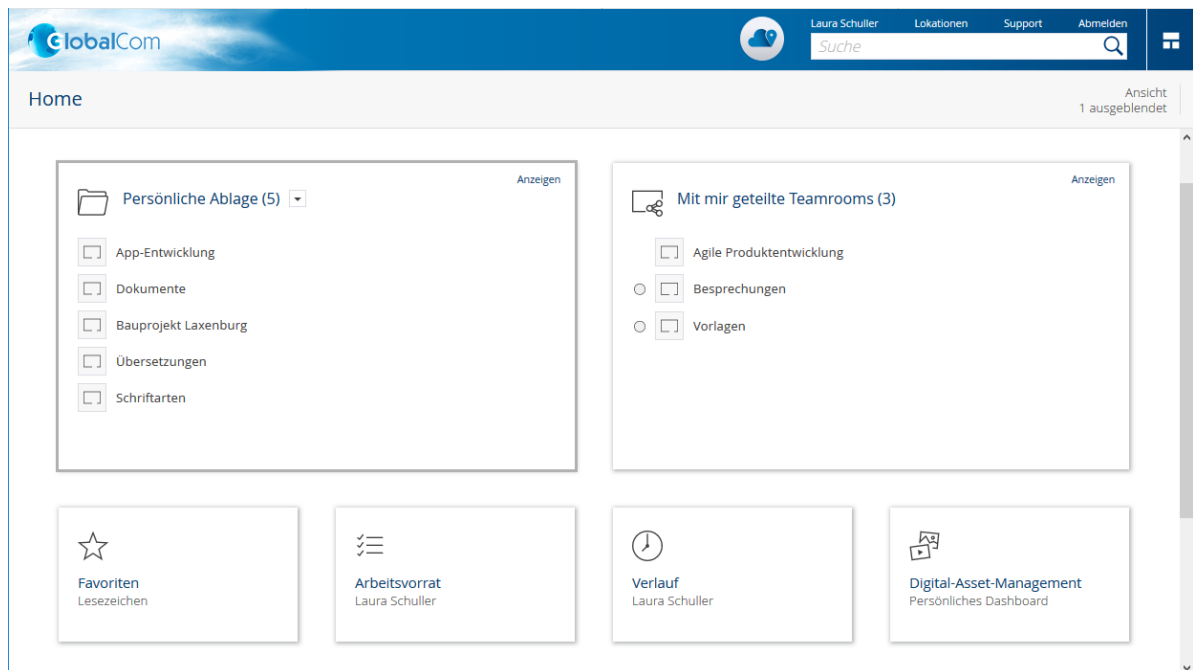 GlobalCom
Laura Schuller Lokationen Support Abmelden
Suche
Home
Ansicht
1 ausgeblendet
Persönliche Ablage (5)
Anzeigen
App-Entwicklung
Dokumente
Bauprojekt Laxenburg
Übersetzungen
Schriftarten
Mit mir geteilte Teamrooms (3)
Anzeigen
Agile Produktentwicklung
Besprechungen
Vorlagen
Favoriten
Lesezeichen
Arbeitsvorrat
Laura Schuller
Verlauf
Laura Schuller
Digital-Asset-Management
Persönliches Dashboard